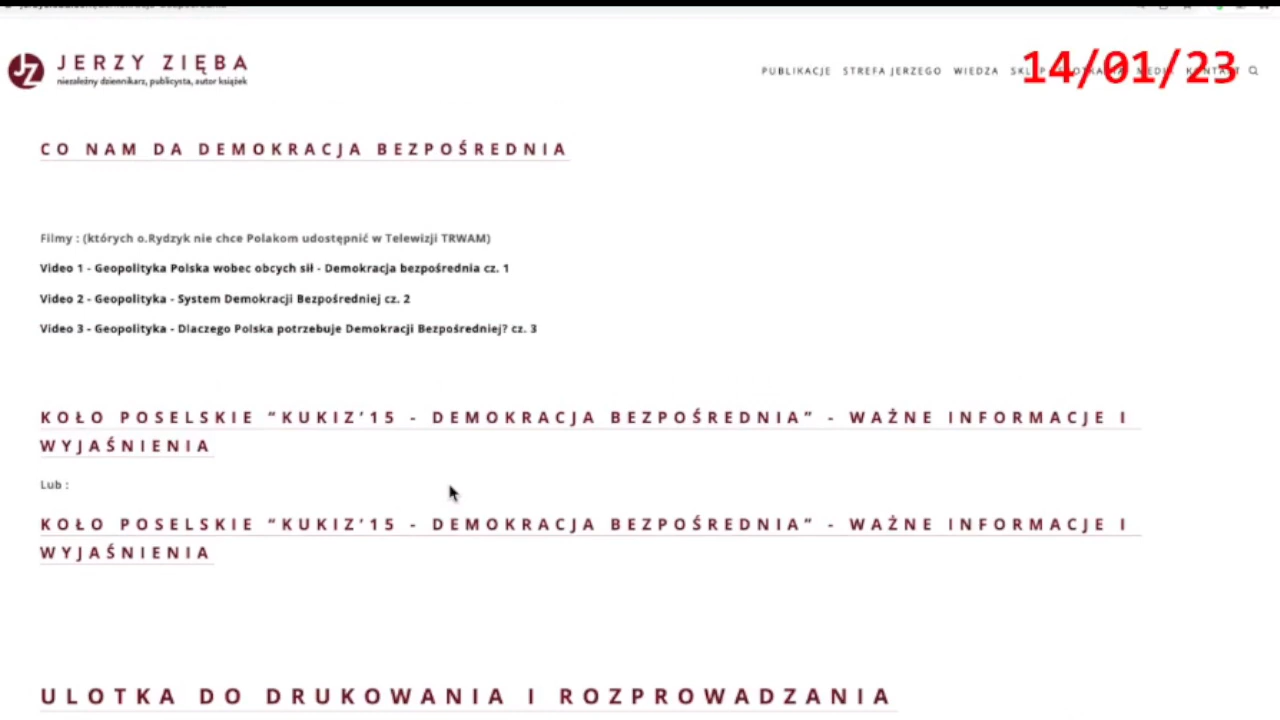 JERZY ZIĘBA
niezależny dziennikarz, publicysta, autor książek
PUBLIKACJE STREFA JERZEGO WIEDZA
14/01/23
CO NAM DA DEMOKRACJA BEZPOŚREDNIA
Filmy : (których o.Rydzyk nie chce Polakom udostępnić w Telewizji TRWAM)
Video 1 - Geopolityka Polska wobec obcych sił - Demokracja bezpośrednia cz. 1
Video 2 - Geopolityka - System Demokracji Bezpośredniej cz. 2
Video 3 - Geopolityka - Dlaczego Polska potrzebuje Demokracji Bezpośredniej? cz. 3
KOŁO POSELSKIE “KUKIZ’15 - DEMOKRACJA BEZPOŚREDNIA” - WAŻNE INFORMACJE I
WYJAŚNIENIA
Lub :
KOŁO POSELSKIE “KUKIZ’15 - DEMOKRACJA BEZPOŚREDNIA” - WAŻNE INFORMACJE I
WYJAŚNIENIA
ULOTKA DO DRUKOWANIA I ROZPROWADZANIA